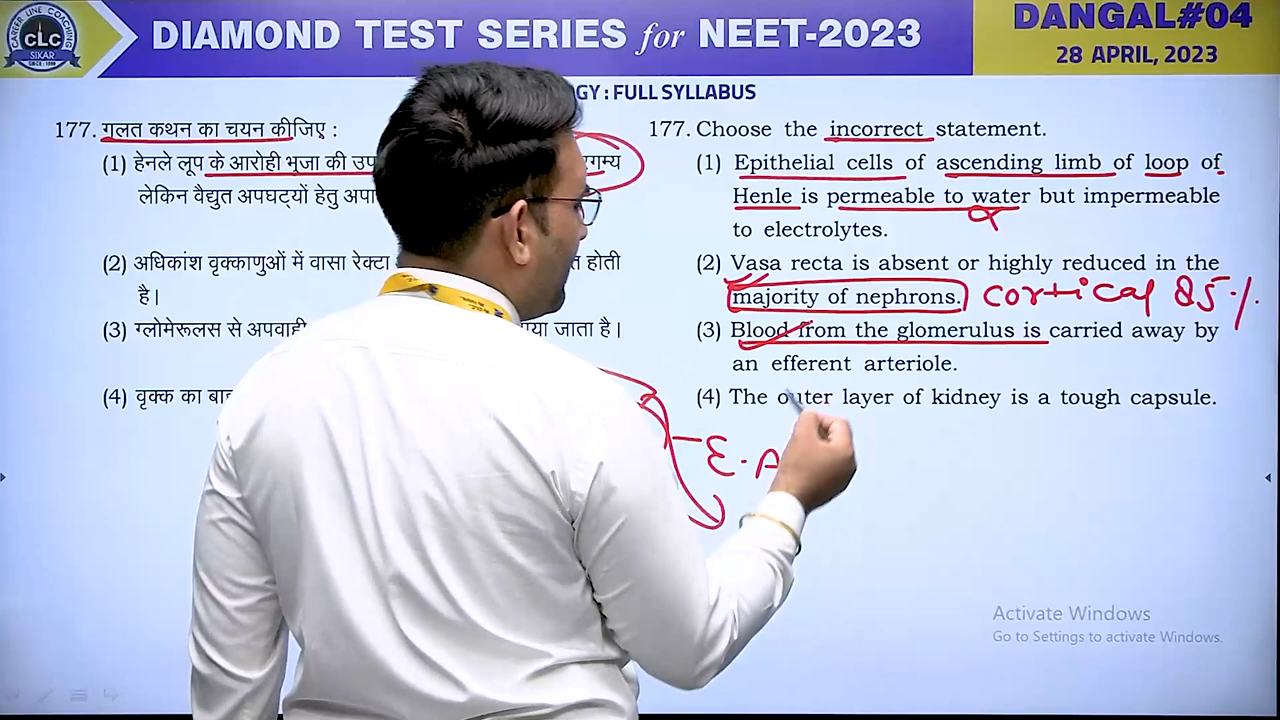 CAREER LINE COACHING
CLC
SIKAR
DIAMOND TEST SERIES for NEET-2023
DANGAL#04
28 APRIL, 2023
GY : FULL SYLLABUS
177. गलत कथन का चयन कीजिए :
(1) हेनले लूप के आरोही भूजा की
लेकिन वैद्युत अपघट्यों हेतु
(2) अधिकांश वृक्काणुओं में वासा रेक्टा होती
है।
(3) ग्लोमेरूलस से अपवाही जाता है।
(4) वृक्क का
177. Choose the incorrect statement.
(1) Epithelial cells of ascending limb of loop of
Henle is permeable to water but impermeable
to electrolytes.
(2) Vasa recta is absent or highly reduced in the
majority of nephrons. cortical 85 %.
(3) Blood from the glomerulus is carried away by
an efferent arteriole.
(4) The outer layer of kidney is a tough capsule.
E.A
Activate Windows
Go to Settings to activate Windows.